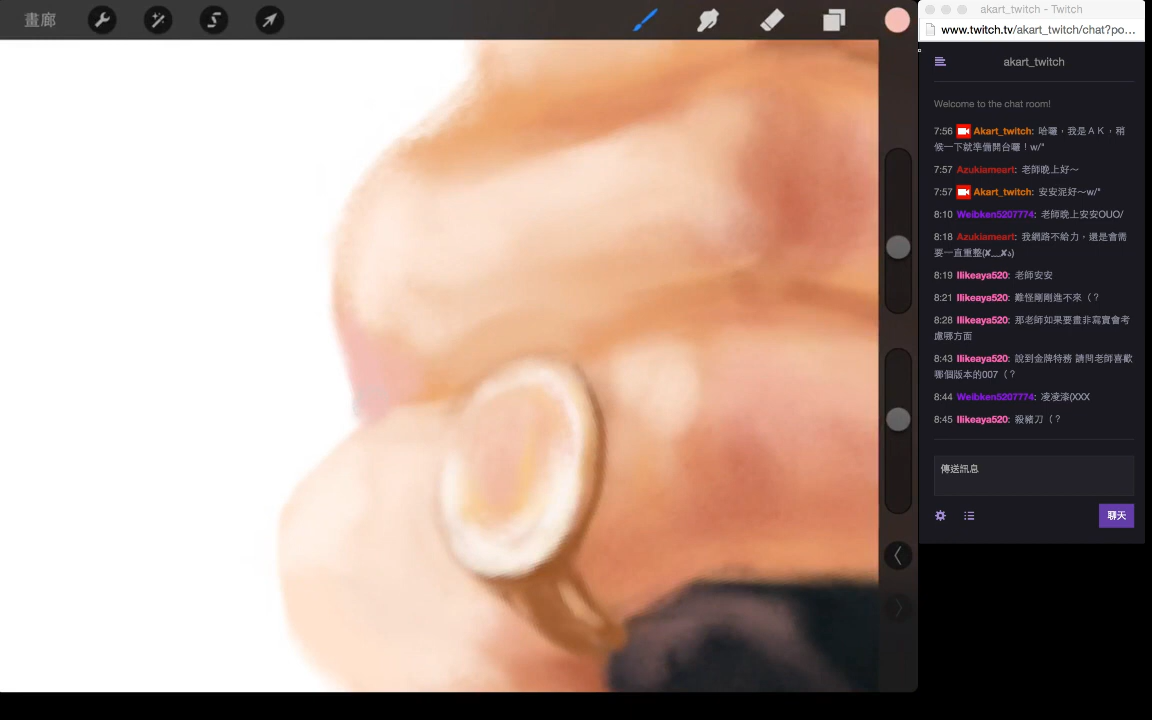 畫廊
akart_twitch - Twitch
www.twitch.tv/akart_twitch/chat?po...
akart_twitch
Welcome to the chat room!
7:56 Akart_twitch: 哈囉，我是ＡＫ，稍
候一下就準備開台囉！w/"
7:57 Azukiameart: 老師晚上好～
7:57 Akart_twitch: 安安泥好～w/"
8:10 Weibken5207774: 老師晚上安安OUO/
8:18 Azukiameart: 我網路不給力，還是會需
要一直重整(✘﹏✘ა)
8:19 Ilikeaya520: 老師安安
8:21 Ilikeaya520: 難怪剛剛進不來（？
8:28 Ilikeaya520: 那老師如果要畫非寫實會考
慮哪方面
8:43 Ilikeaya520: 說到金牌特務 請問老師喜歡
哪個版本的007（？
8:44 Weibken5207774: 凌凌漆(XXX
8:45 Ilikeaya520: 殺豬刀（？
傳送訊息
聊天